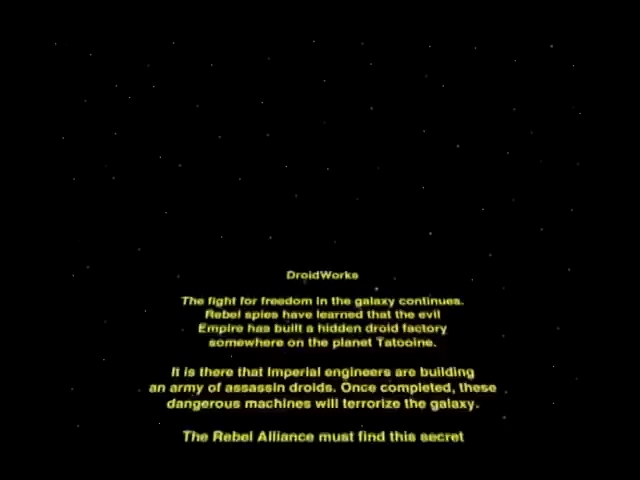 DroidWorks
The fight for freedom in the galaxy continues.
Rebel spies have learned that the evil
Empire has built a hidden droid factory
somewhere on the planet Tatooine.
It is there that Imperial engineers are building
an army of assassin droids. Once completed, these
dangerous machines will terrorize the galaxy.
The Rebel Alliance must find this secret